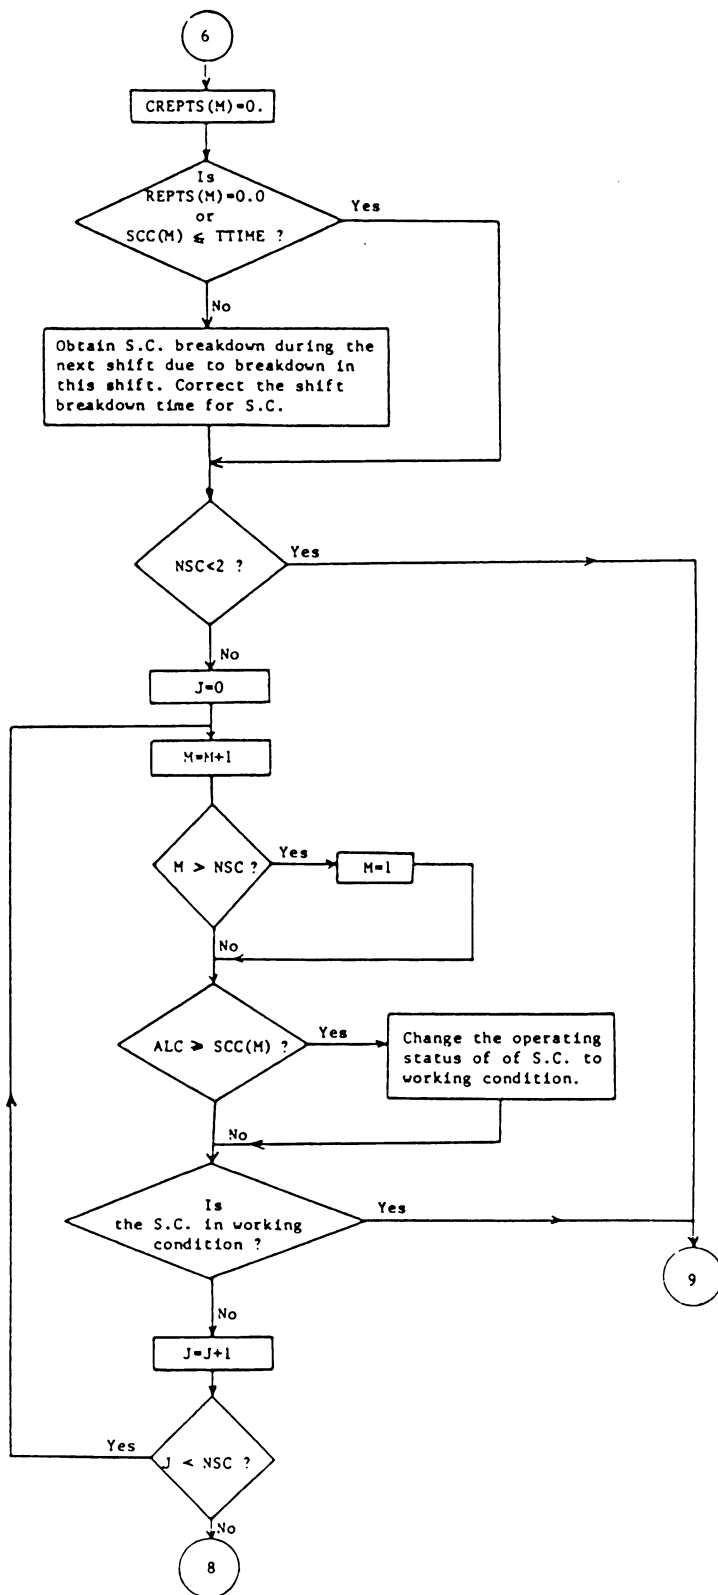 6
CREPTS(M)=0.
Is
REPTS(M)=0.0
or
SCC(M) ≤ TTIME ?
Yes
No
Obtain S.C. breakdown during the
next shift due to breakdown in
this shift. Correct the shift
breakdown time for S.C.
NSC<2 ?
Yes
No
J=0
M=M+1
M > NSC ?
Yes
M=1
No
ALC ≥ SCC(M) ?
Yes
Change the operating
status of of S.C. to
working condition.
No
Is
the S.C. in working
condition ?
Yes
9
No
J=J+1
Yes
J < NSC ?
No
8